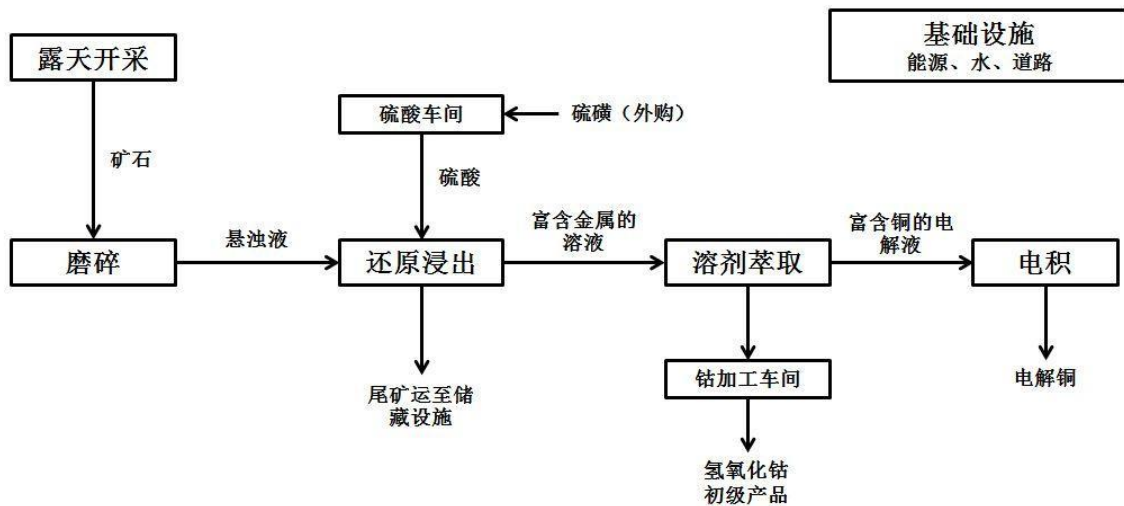 露天开采
基础设施
能源、水、道路
硫酸车间
硫磺（外购）
矿石
硫酸
悬浊液
富含金属的
溶液
富含铜的电
解液
磨碎
还原浸出
溶剂萃取
电积
尾矿运至储
藏设施
钴加工车间
电解铜
氢氧化钴
初级产品